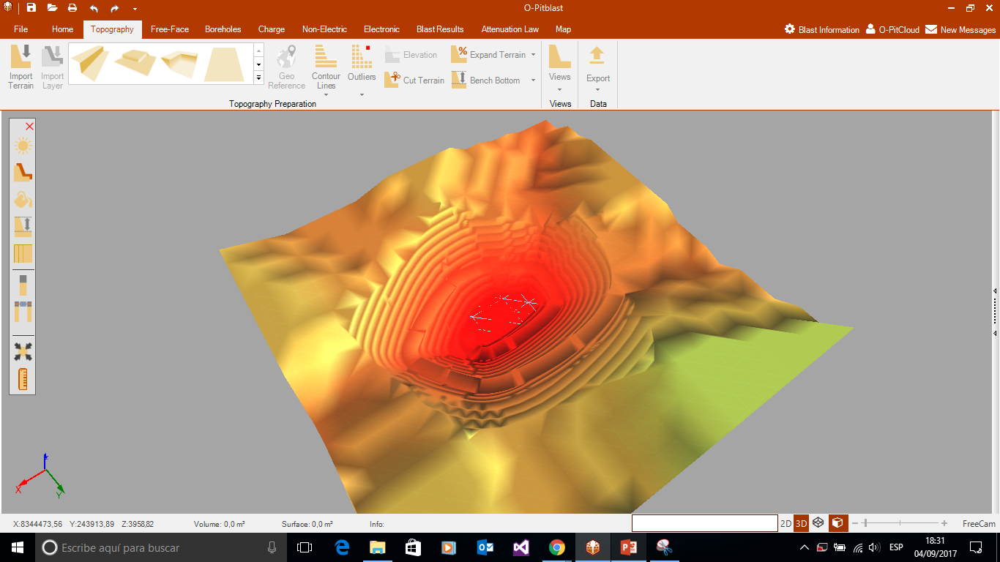 O-Pitblast
File Home Topography Free-Face Boreholes Charge Non-Electric Electronic Blast Results Attenuation Law Map Blast Information O-PitCloud New Messages
Import Terrain
Import Layer
Geo Reference
Contour Lines
Outliers
Elevation
Cut Terrain
Expand Terrain
Bench Bottom
Views
Export
Topography Preparation Views Data
Z
X
Y
X:8344473,56 Y:243913,89 Z:3958,82 Volume: 0,0 m³ Surface: 0,0 m² Info: 2D 3D FreeCam
Escribe aquí para buscar
ESP
18:31
04/09/2017